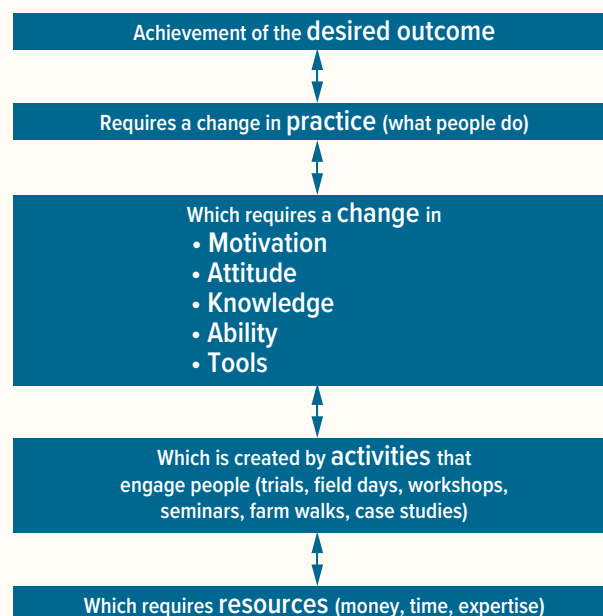 Achievement of the desired outcome
Requires a change in practice (what people do)
Which requires a change in
• Motivation
• Attitude
• Knowledge
• Ability
• Tools
Which is created by activities that
engage people (trials, field days, workshops,
seminars, farm walks, case studies)
Which requires resources (money, time, expertise)